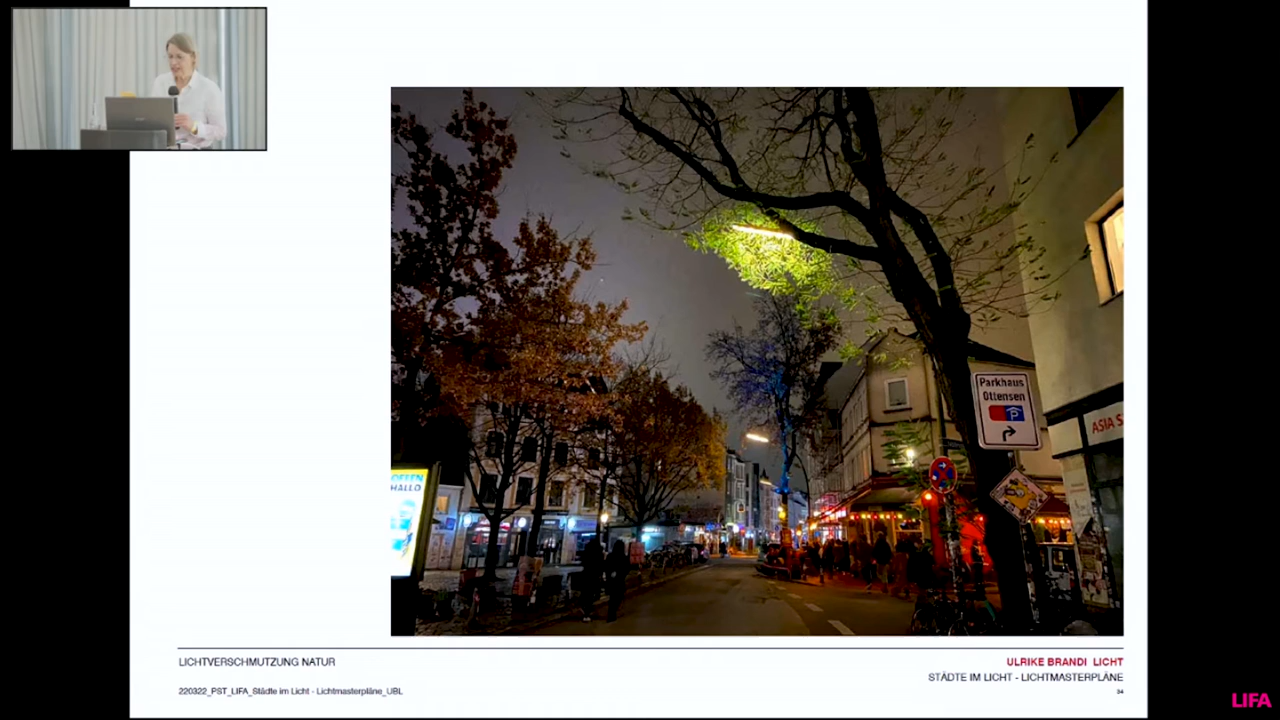 Parkhaus
Ottensen
P
ASIA S
OFFEN
HALLO
LICHTVERSCHMUTZUNG NATUR
220322_PST_LIFA_Städte im Licht - Lichtmasterpläne_UBL
ULRIKE BRANDI LICHT
STÄDTE IM LICHT - LICHTMASTERPLÄNE
34
LIFA